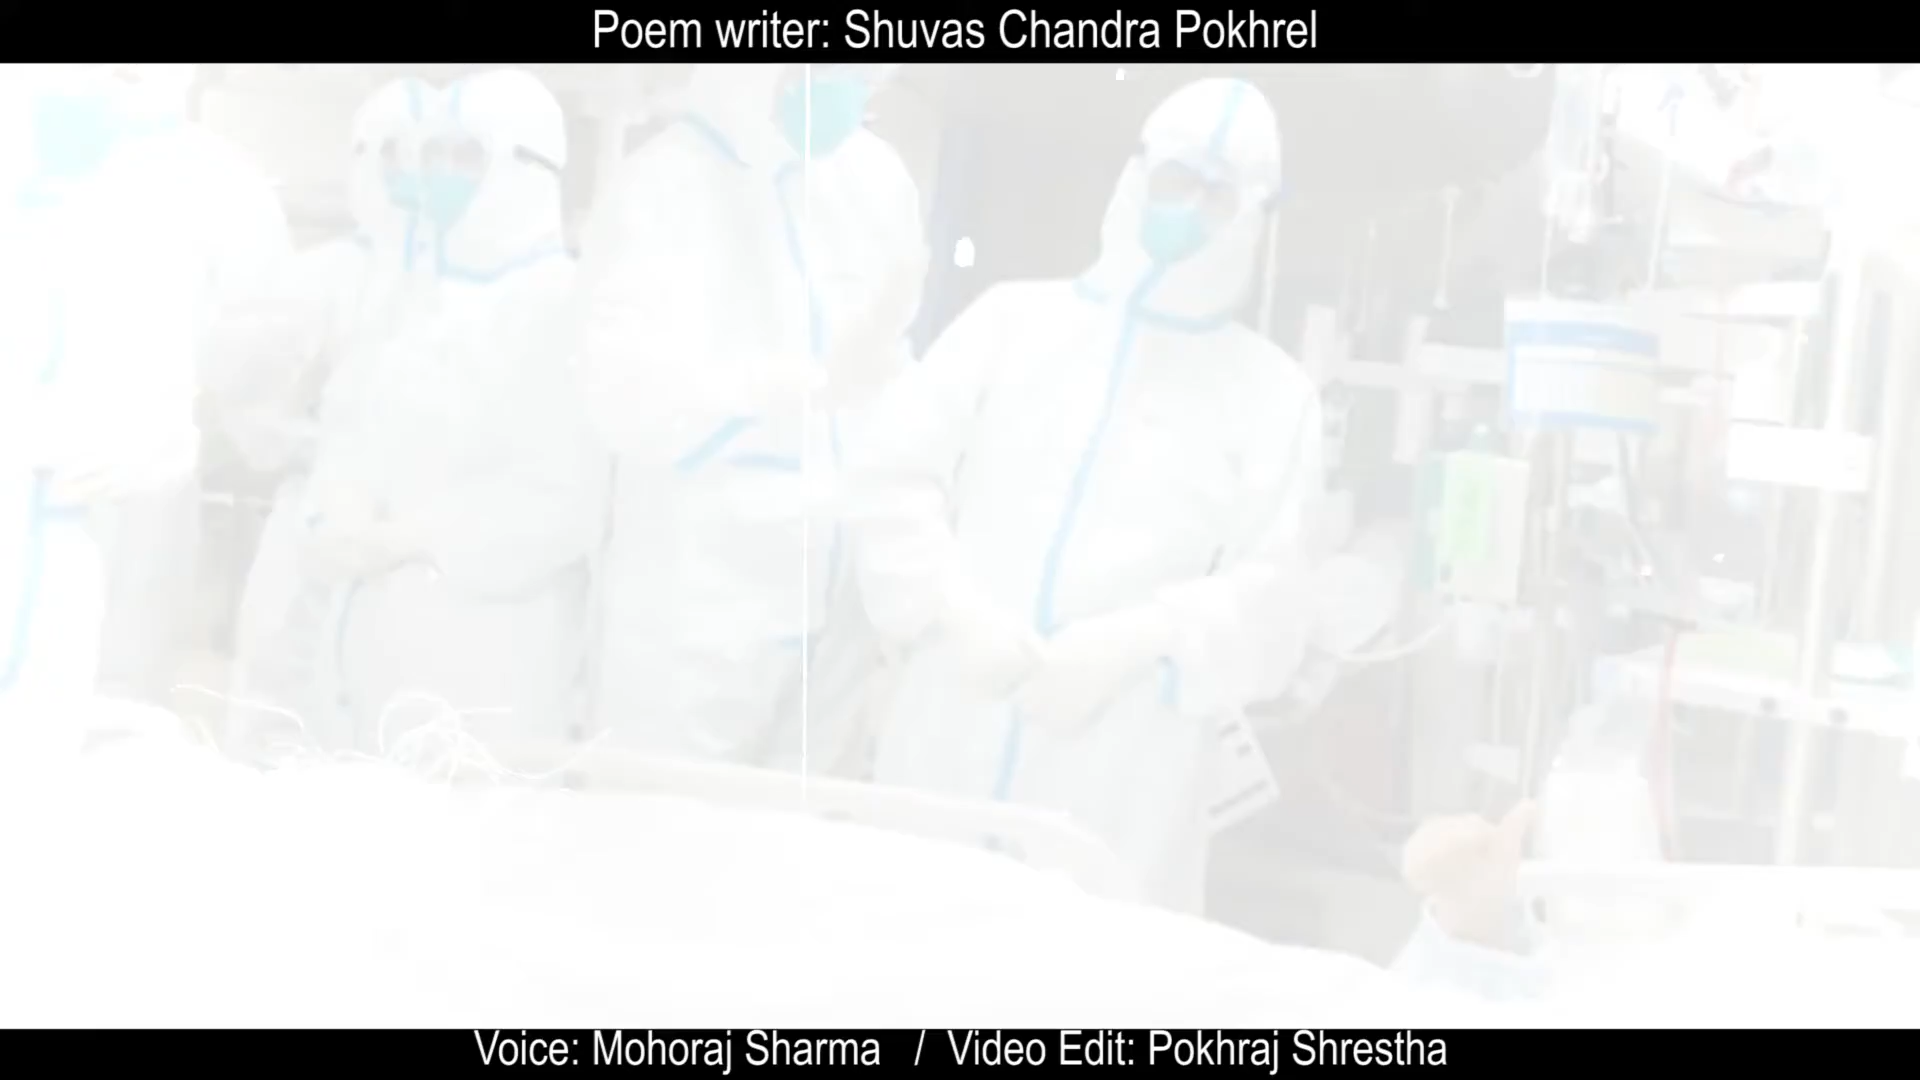 Poem writer: Shuvas Chandra Pokhrel
Voice: Mohoraj Sharma / Video Edit: Pokhraj Shrestha